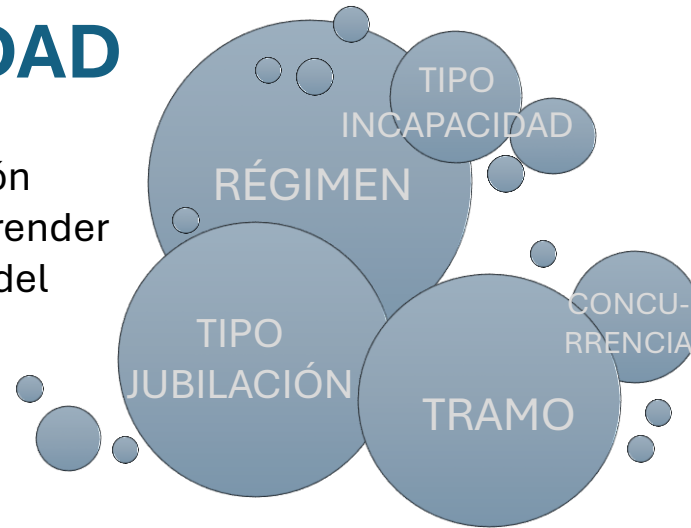 DAD
ón
render
del
TIPO
INCAPACIDAD
RÉGIMEN
TIPO
JUBILACIÓN
CONCU-
RRENCIA
TRAMO